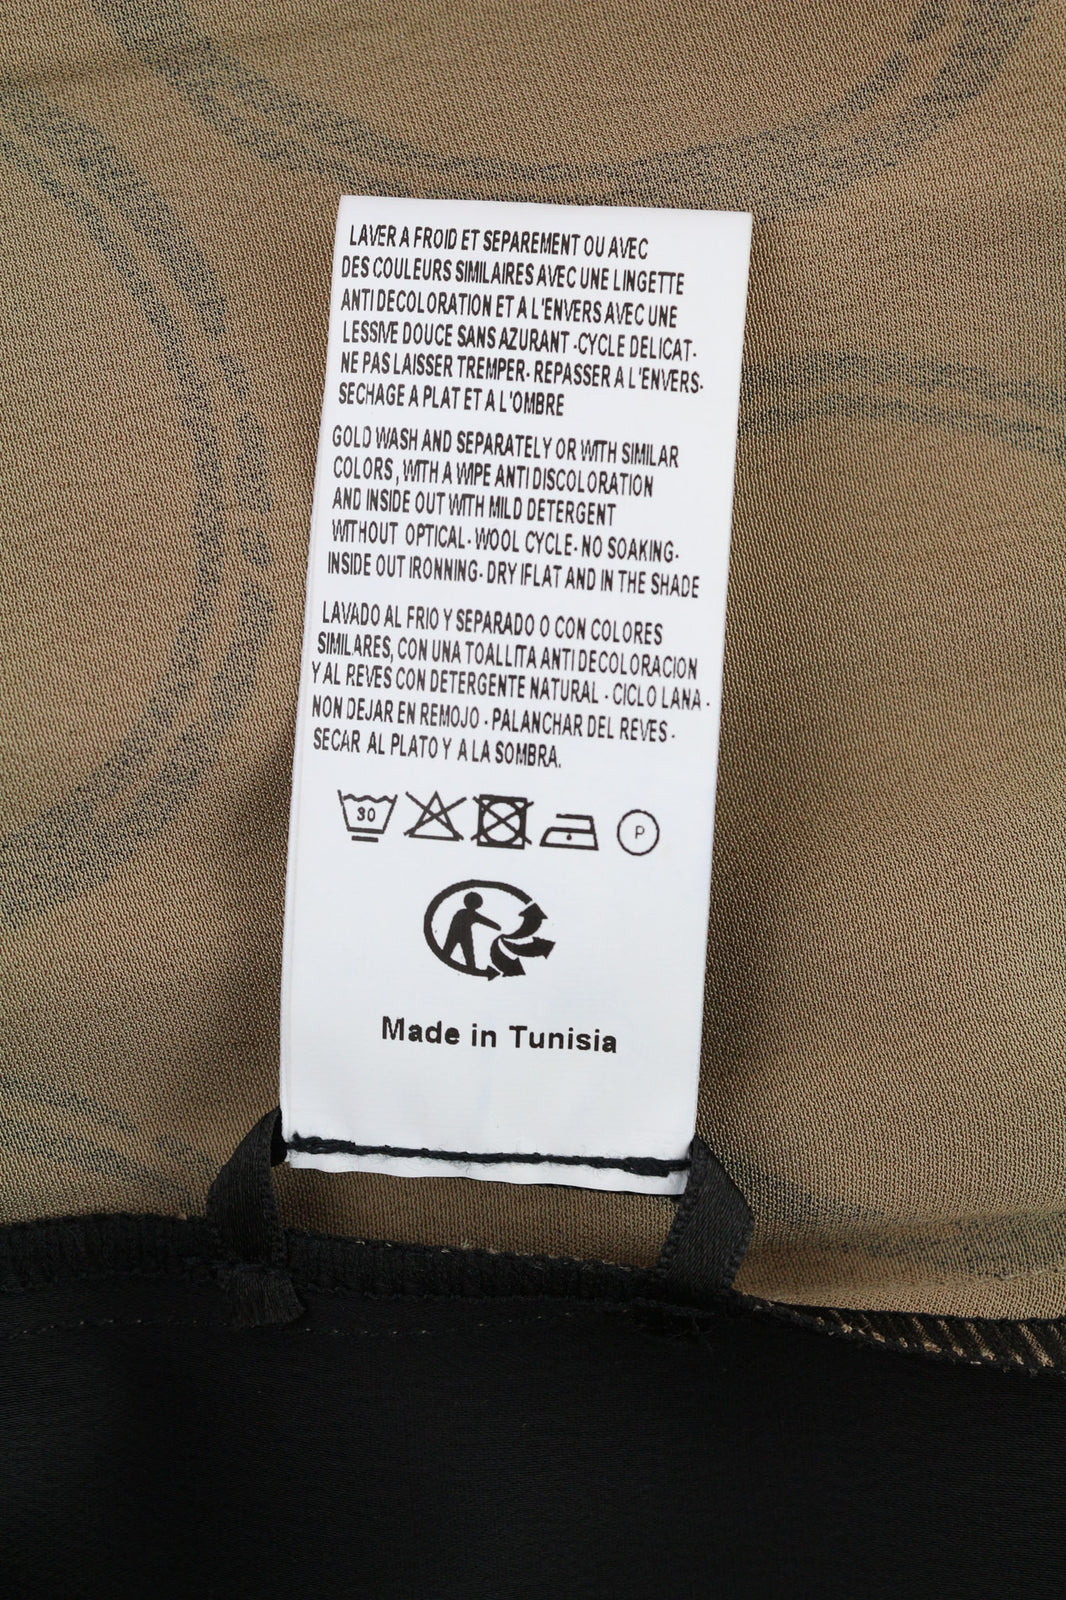 LAVER A FROID ET SEPAREMENT OU AVEC
DES COULEURS SIMILAIRES AVEC UNE LINGETTE
ANTI DECOLORATION ET A L'ENVERS AVEC UNE
LESSIVE DOUCE SANS AZURANT - CYCLE DELICAT-
NE PAS LAISSER TREMPER- REPASSER A L'ENVERS-
SECHAGE A PLAT ET A L'OMBRE
GOLD WASH AND SEPARATELY OR WITH SIMILAR
COLORS, WITH A WIPE ANTI DISCOLORATION
AND INSIDE OUT WITH MILD DETERGENT
WITHOUT OPTICAL- WOOL CYCLE- NO SOAKING-
INSIDE OUT IRONNING- DRY IFLAT AND IN THE SHADE
LAVADO AL FRIO Y SEPARADO O CON COLORES
SIMILARES, CON UNA TOALLITA ANTI DECOLORACION
Y AL REVES CON DETERGENTE NATURAL - CICLO LANA -
NON DEJAR EN REMOJO - PALANCHAR DEL REVES -
SECAR AL PLATO Y A LA SOMBRA.
30 P
Made in Tunisia